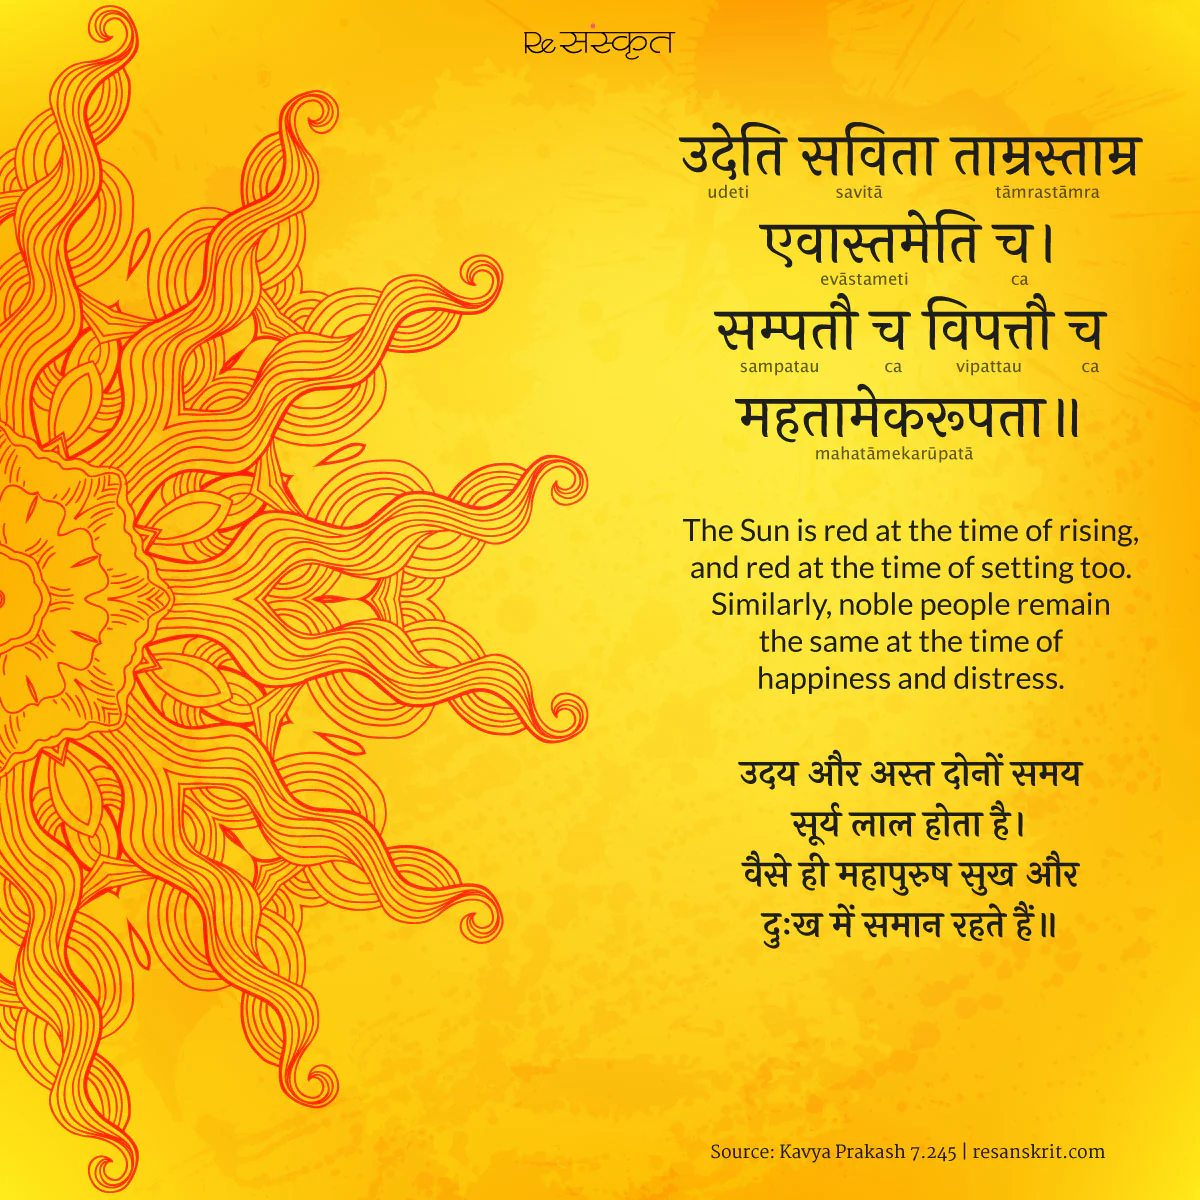 Re संस्कृत
उदेति सविता ताम्रस्ताम्र
udeti savitā tāmrastāmra
एवास्तमेति च।
evāstameti ca
सम्पतौ च विपत्तौ च
sampatau ca vipattau ca
महतामेकरूपता॥
mahatāmekarūpatā
The Sun is red at the time of rising,
and red at the time of setting too.
Similarly, noble people remain
the same at the time of
happiness and distress.
उदय और अस्त दोनों समय
सूर्य लाल होता है।
वैसे ही महापुरुष सुख और
दुःख में समान रहते हैं॥
Source: Kavya Prakash 7.245 | resanskrit.com